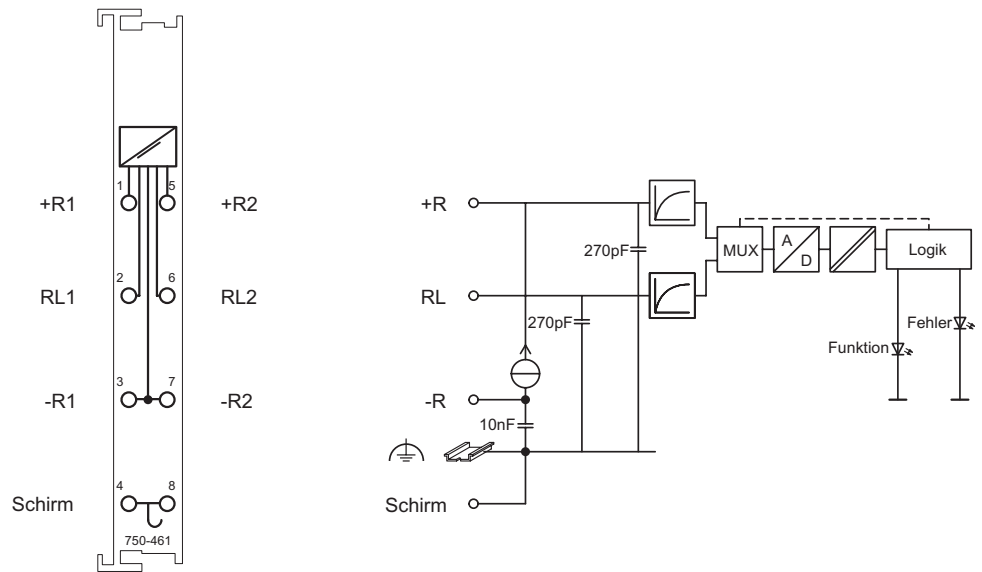 1 5
+R1 +R2
2 6
RL1 RL2
3 7
-R1 -R2
4 8
Schirm
750-461
+R
270pF
MUX
A
D
Logik
RL
270pF
Fehler
Funktion
-R
10nF
Schirm